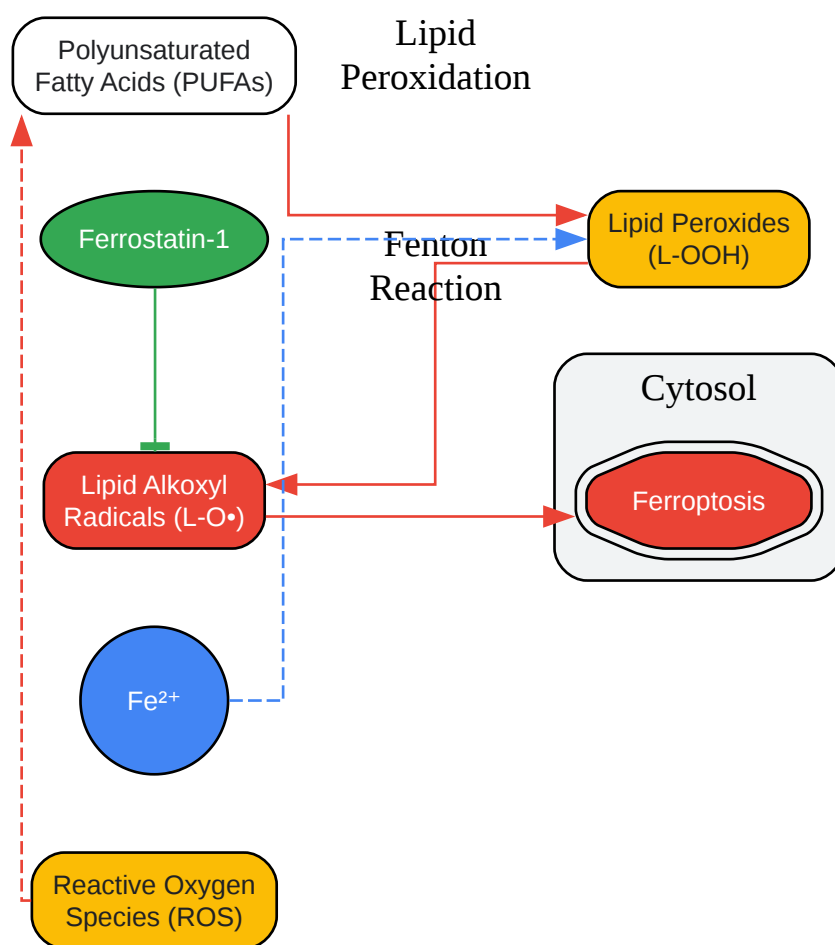 Polyunsaturated
Fatty Acids (PUFAs)
Lipid
Peroxidation
Ferrostatin-1
Lipid Peroxides
(L-OOH)
Fenton
Reaction
Cytosol
Lipid Alkoxyl
Radicals (L-O•)
Ferroptosis
Fe²⁺
Reactive Oxygen
Species (ROS)